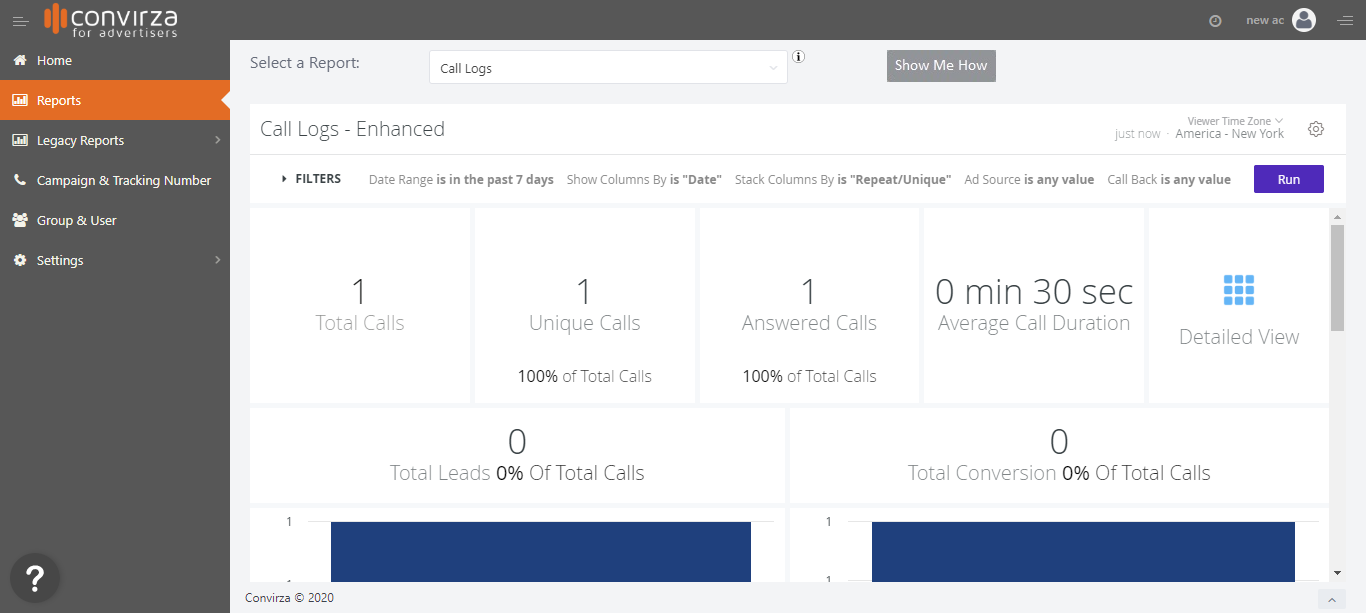 convirza
for advertisers
new ac
Home
Reports
Legacy Reports
Campaign & Tracking Number
Group & User
Settings
?
Select a Report:
Call Logs
i
Show Me How
Call Logs - Enhanced
Viewer Time Zone
just now · America - New York
FILTERS Date Range is in the past 7 days Show Columns By is "Date" Stack Columns By is "Repeat/Unique" Ad Source is any value Call Back is any value Run
1
Total Calls
1
Unique Calls
100% of Total Calls
1
Answered Calls
100% of Total Calls
0 min 30 sec
Average Call Duration
Detailed View
0
Total Leads 0% Of Total Calls
0
Total Conversion 0% Of Total Calls
1
1
Convirza © 2020